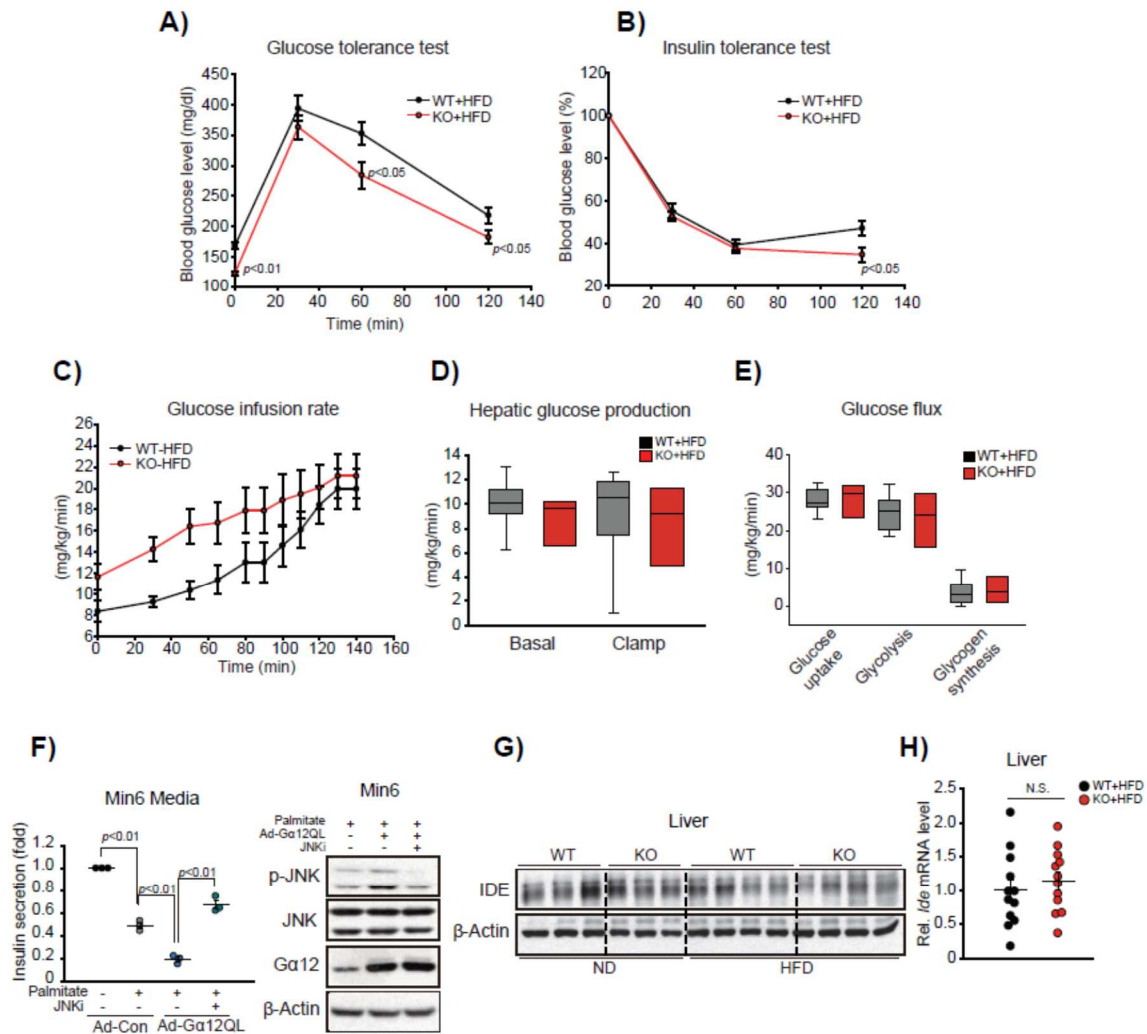 A)
Glucose tolerance test
Blood glucose level (mg/dl)
450
400
350
300
250
200
150
100
WT+HFD
KO+HFD
p<0.01
p<0.05
p<0.05
0 20 40 60 80 100 120 140
Time (min)
B)
Insulin tolerance test
Blood glucose level (%)
120
100
80
60
40
20
WT+HFD
KO+HFD
p<0.05
0 20 40 60 80 100 120 140
Time (min)
C)
Glucose infusion rate
(mg/kg/min)
26
24
22
20
18
16
14
12
10
8
6
WT-HFD
KO-HFD
0 20 40 60 80 100 120 140 160
Time (min)
D)
Hepatic glucose production
(mg/kg/min)
14
12
10
8
6
4
2
0
WT+HFD
KO+HFD
Basal Clamp
E)
Glucose flux
(mg/kg/min)
40
30
20
10
0
WT+HFD
KO+HFD
Glucose uptake
Glycolysis
Glycogen synthesis
F)
Min6 Media
Insulin secretion (fold)
1.2
1.0
0.8
0.6
0.4
0.2
0
p<0.01
p<0.01
p<0.01
Palmitate - + + +
JNKi - - - +
Ad-Con Ad-Gα12QL
Min6
Palmitate + + +
Ad-Gα12QL - + +
JNKi - - +
p-JNK
JNK
Gα12
β-Actin
G)
Liver
WT KO WT KO
IDE
β-Actin
ND HFD
H)
Liver
Rel. Ide mRNA level
2.5
2.0
1.5
1.0
0.5
0
N.S.
WT+HFD
KO+HFD